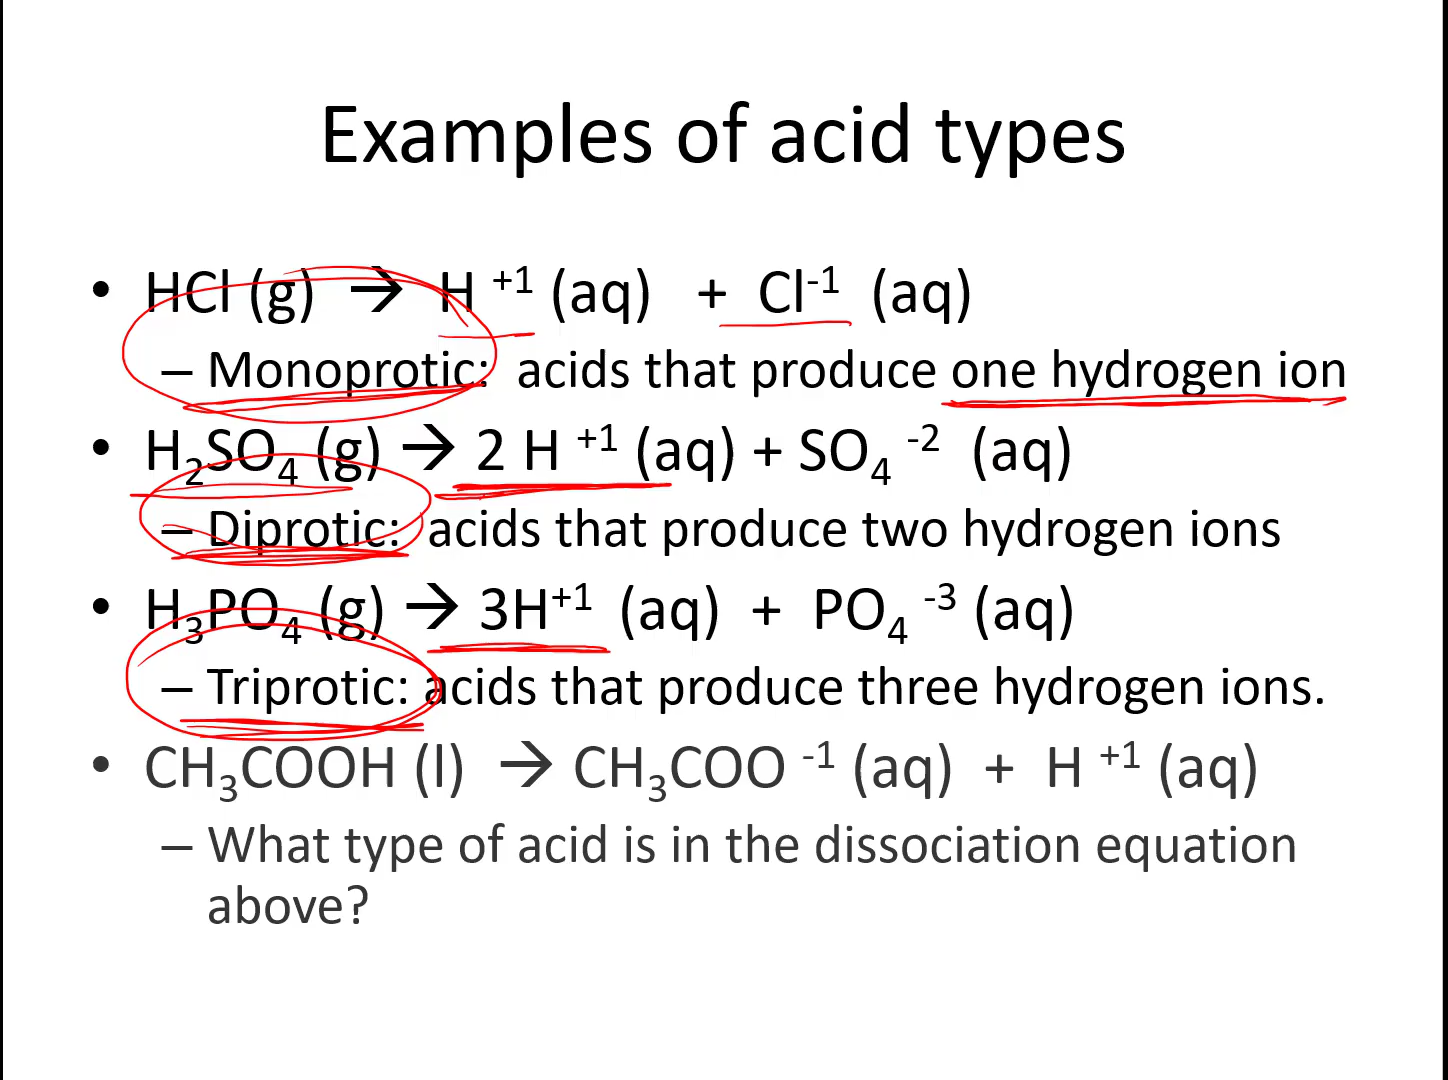 Examples of acid types
• HCl (g) → H +1 (aq) + Cl-1 (aq)
– Monoprotic: acids that produce one hydrogen ion
• H2SO4 (g) → 2 H +1 (aq) + SO4 -2 (aq)
– Diprotic: acids that produce two hydrogen ions
• H3PO4 (g) → 3H+1 (aq) + PO4 -3 (aq)
– Triprotic: acids that produce three hydrogen ions.
• CH3COOH (l) → CH3COO -1 (aq) + H +1 (aq)
– What type of acid is in the dissociation equation
above?